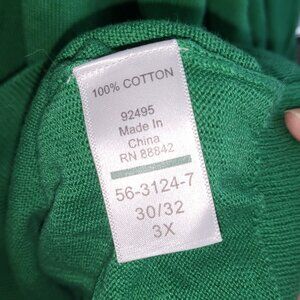 100% COTTON
92495
Made In
China
RN 88842
56-3124-7
30/32
3X